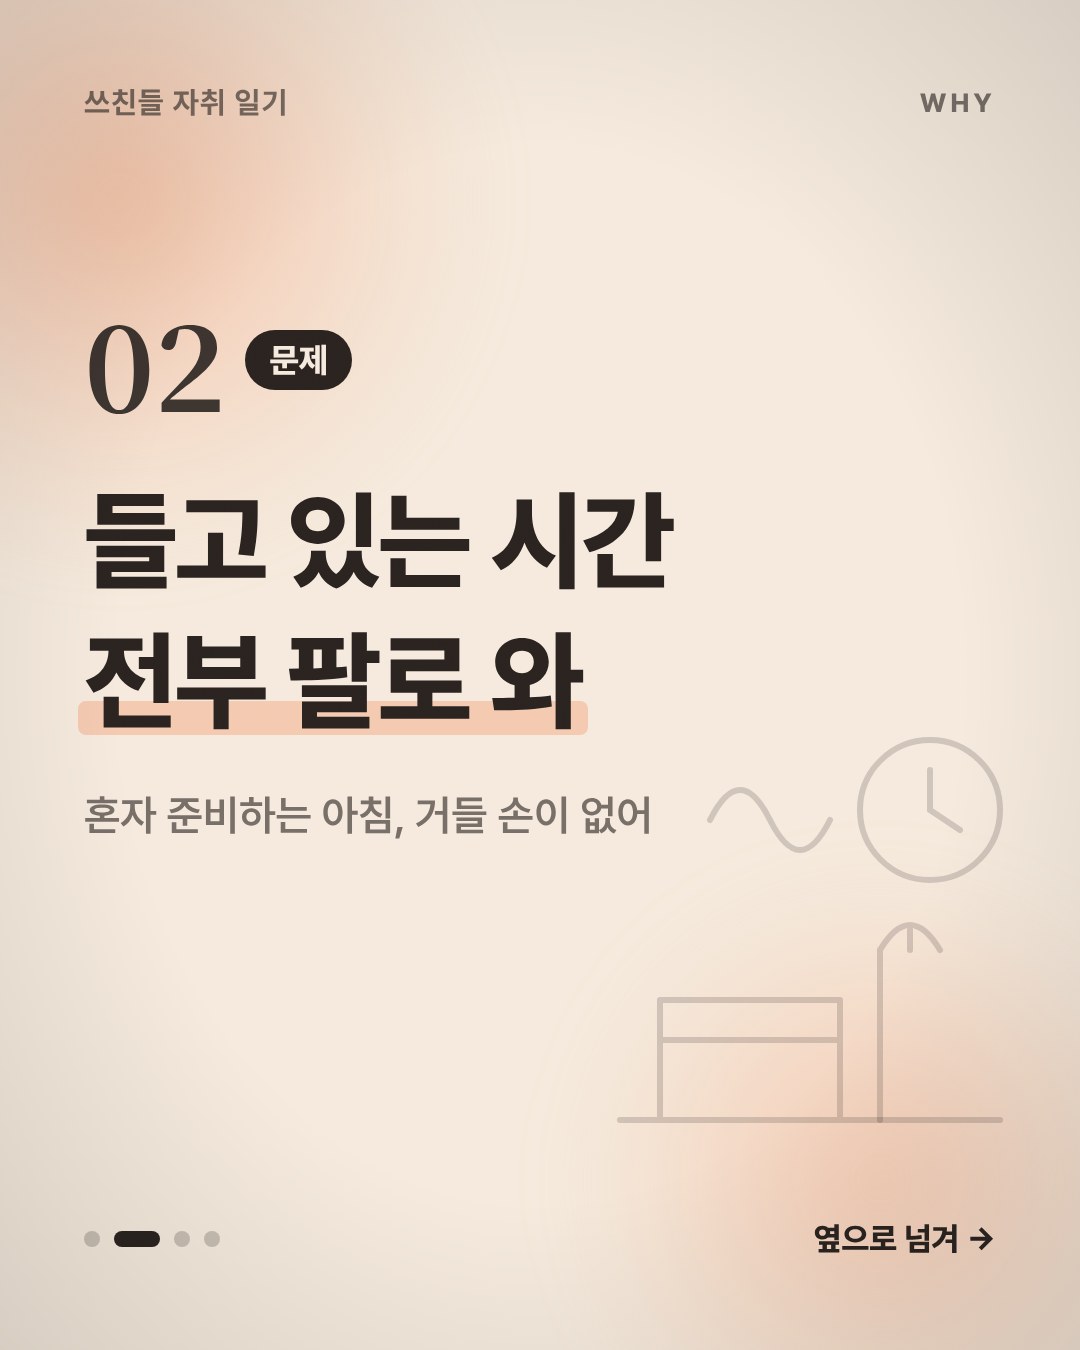 쓰친들 자취 일기
WHY
02 문제
들고 있는 시간
전부 팔로 와
혼자 준비하는 아침, 거들 손이 없어
옆으로 넘겨 →